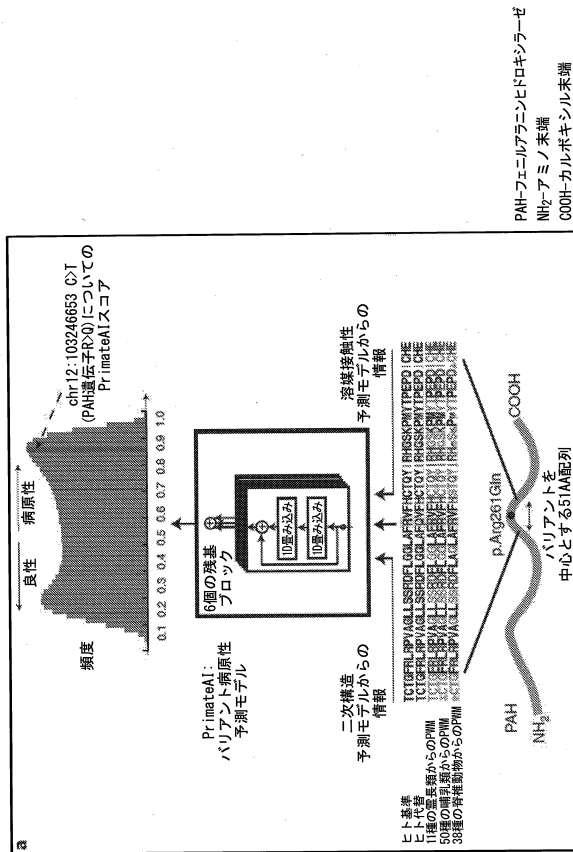 a
良性
病原性
頻度
0.1 0.2 0.3 0.4 0.5 0.6 0.7 0.8 0.9 1.0
chr12:103246653 C>T
(PAH遺伝子R>Q)についての
PrimateAIスコア
PrimateAI:
バリアント病原性
予測モデル
6個の残基
ブロック
1D畳み込み
1D畳み込み
二次構造
予測モデルからの
情報
溶媒接触性
予測モデルからの
情報
ヒト基準
ヒト代替
11種の霊長類からのPWM
50種の哺乳類からのPWM
38種の脊椎動物からのPWM
PAH
NH₂
p.Arg261Gln
COOH
バリアントを
中心とする51AA配列
PAH-フェニルアラニンヒドロキシラーゼ
NH₂-アミノ末端
COOH-カルボキシル末端